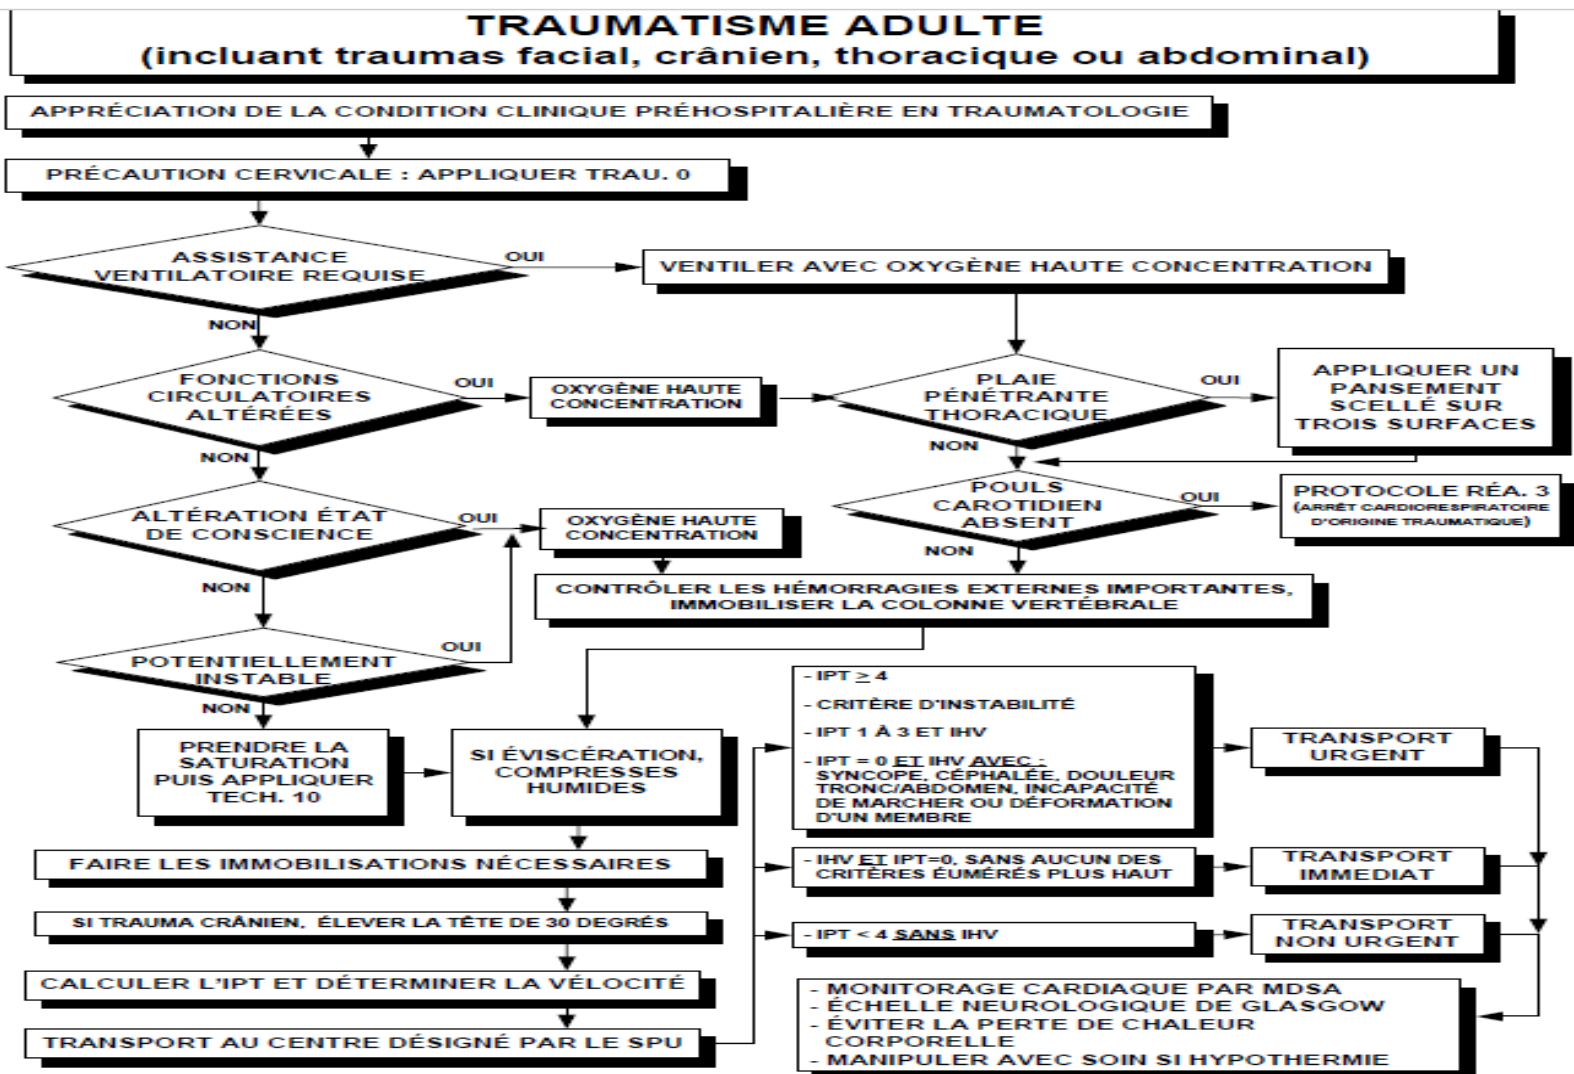 TRAUMATISME ADULTE
(incluant traumas facial, crânien, thoracique ou abdominal)
APPRÉCIATION DE LA CONDITION CLINIQUE PRÉHOSPITALIÈRE EN TRAUMATOLOGIE
PRÉCAUTION CERVICALE : APPLIQUER TRAU. 0
ASSISTANCE
VENTILATOIRE REQUISE
OUI
VENTILER AVEC OXYGÈNE HAUTE CONCENTRATION
NON
FONCTIONS
CIRCULATOIRES
ALTÉRÉES
OUI
OXYGÈNE HAUTE
CONCENTRATION
PLAIE
PÉNÉTRANTE
THORACIQUE
OUI
APPLIQUER UN
PANSEMENT
SCELLÉ SUR
TROIS SURFACES
NON
NON
ALTÉRATION ÉTAT
DE CONSCIENCE
OUI
OXYGÈNE HAUTE
CONCENTRATION
POULS
CAROTIDIEN
ABSENT
OUI
PROTOCOLE RÉA. 3
(ARRÊT CARDIORESPIRATOIRE
D'ORIGINE TRAUMATIQUE)
NON
NON
CONTRÔLER LES HÉMORRAGIES EXTERNES IMPORTANTES,
IMMOBILISER LA COLONNE VERTÉBRALE
POTENTIELLEMENT
INSTABLE
OUI
NON
PRENDRE LA
SATURATION
PUIS APPLIQUER
TECH. 10
SI ÉVISCÉRATION,
COMPRESSES
HUMIDES
- IPT ≥ 4
- CRITÈRE D'INSTABILITÉ
- IPT 1 À 3 ET IHV
- IPT = 0 ET IHV AVEC :
SYNCOPE, CÉPHALÉE, DOULEUR
TRONC/ABDOMEN, INCAPACITÉ
DE MARCHER OU DÉFORMATION
D'UN MEMBRE
TRANSPORT
URGENT
FAIRE LES IMMOBILISATIONS NÉCESSAIRES
- IHV ET IPT=0, SANS AUCUN DES
CRITÈRES ÉUMÉRÉS PLUS HAUT
TRANSPORT
IMMEDIAT
SI TRAUMA CRÂNIEN, ÉLEVER LA TÊTE DE 30 DEGRÉS
- IPT < 4 SANS IHV
TRANSPORT
NON URGENT
CALCULER L'IPT ET DÉTERMINER LA VÉLOCITÉ
TRANSPORT AU CENTRE DÉSIGNÉ PAR LE SPU
- MONITORAGE CARDIAQUE PAR MDSA
- ÉCHELLE NEUROLOGIQUE DE GLASGOW
- ÉVITER LA PERTE DE CHALEUR
CORPORELLE
- MANIPULER AVEC SOIN SI HYPOTHERMIE